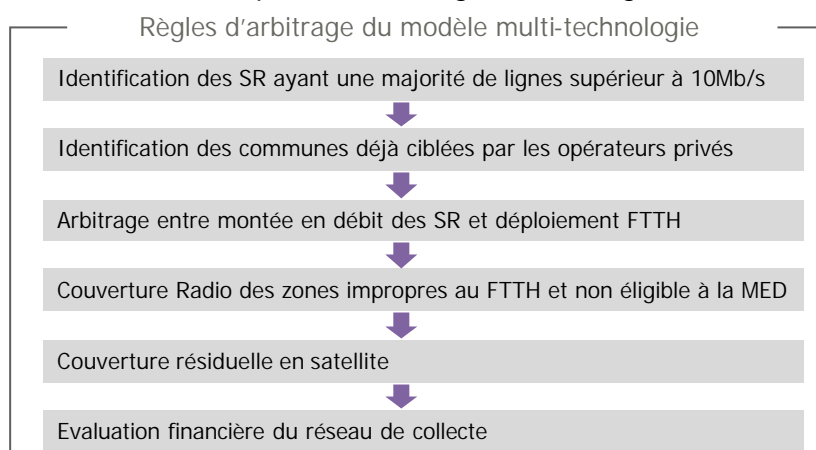 Règles d'arbitrage du modèle multi-technologie
Identification des SR ayant une majorité de lignes supérieur à 10Mb/s
Identification des communes déjà ciblées par les opérateurs privés
Arbitrage entre montée en débit des SR et déploiement FTTH
Couverture Radio des zones impropres au FTTH et non éligible à la MED
Couverture résiduelle en satellite
Evaluation financière du réseau de collecte